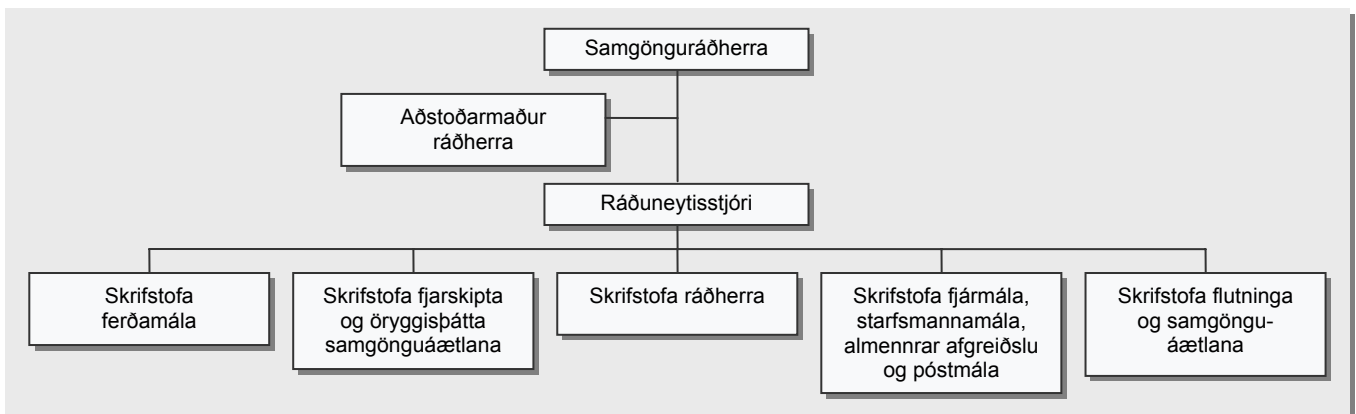 Samgönguráðherra
Aðstoðarmaður
ráðherra
Ráðuneytisstjóri
Skrifstofa
ferðamála
Skrifstofa fjarskipta
og öryggisþátta
samgönguáætlana
Skrifstofa ráðherra
Skrifstofa fjármála,
starfsmannamála,
almennrar afgreiðslu
og póstmála
Skrifstofa flutninga
og samgöngu-
áætlana